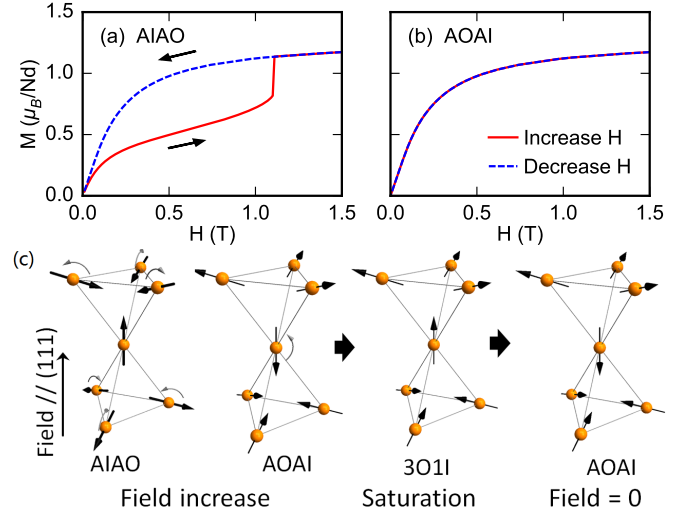 (a) AIAO
(b) AOAI
M (μB/Nd)
1.5
1.0
0.5
0.0
Increase H
Decrease H
0.0 0.5 1.0 1.5
0.0 0.5 1.0 1.5
H (T)
H (T)
(c)
Field // (111)
AIAO
AOAI
3O1I
AOAI
Field increase
Saturation
Field = 0